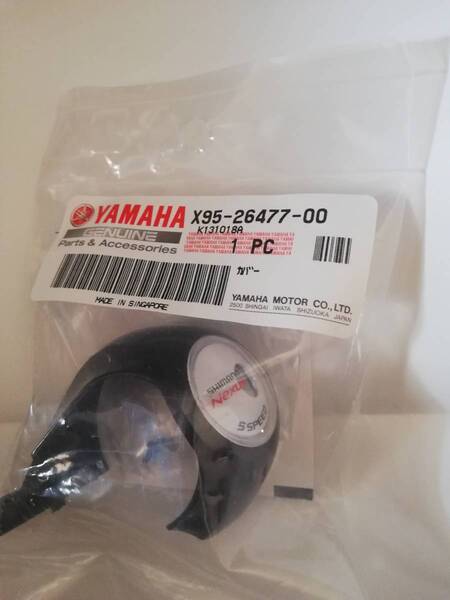 YAMAHA X95-26477-00
GENUINE K131018A
Parts & Accessories 1 PC
カバー
MADE IN SINGAPORE
YAMAHA MOTOR CO., LTD.
2500 SHINGAI IWATA SHIZUOKA JAPAN
SHIMANO
Nexus
5 SPEED